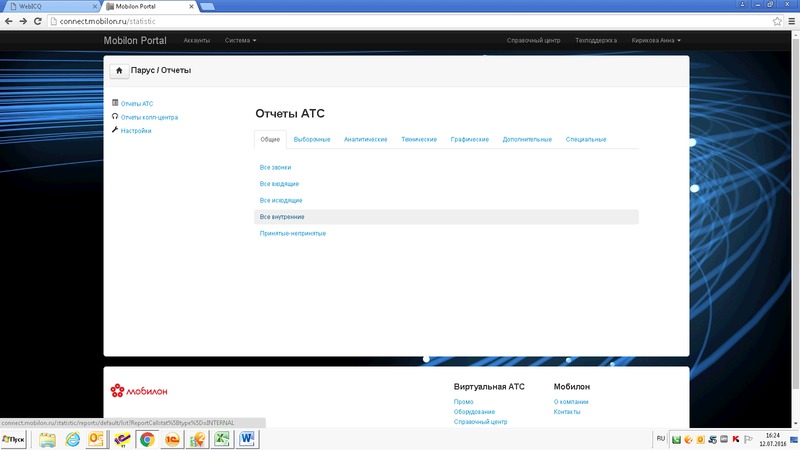 WebICQ
Mobilon Portal
connect.mobilon.ru/statistic
Mobilon Portal Аккаунты Система Справочный центр Техподдержка Кирикова Анна
Парус / Отчеты
Отчеты АТС
Отчеты колл-центра
Настройки
Отчеты АТС
Общие Выборочные Аналитические Технические Графические Дополнительные Специальные
Все звонки
Все входящие
Все исходящие
Все внутренние
Принятые-непринятые
мобилон
Виртуальная АТС
Промо
Оборудование
Справочный центр
Мобилон
О компании
Контакты
connect.mobilon.ru/statistic/reports/default/list?ReportCallstat%5Btype%5D=INTERNAL
Пуск
RU
16:24
12.07.2016